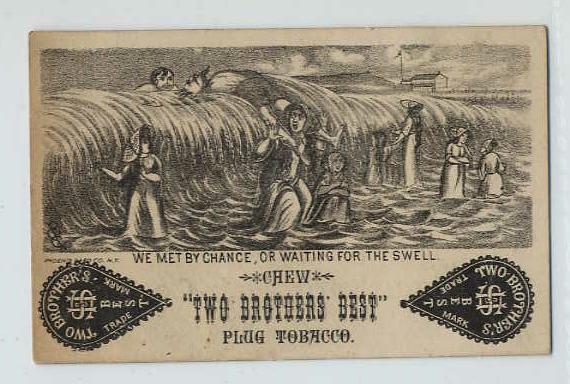 WE MET BY CHANCE, OR WAITING FOR THE SWELL.
CHEW
"TWO BROTHERS' BEST"
PLUG TOBACCO.
TWO BROTHER'S
BEST
TRADE
MARK
TWO BROTHER'S
BEST
TRADE
MARK